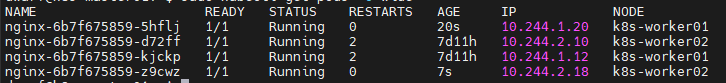 NAME READY STATUS RESTARTS AGE IP NODE
nginx-6b7f675859-5hflj 1/1 Running 0 20s 10.244.1.20 k8s-worker01
nginx-6b7f675859-d72ff 1/1 Running 2 7d11h 10.244.2.10 k8s-worker02
nginx-6b7f675859-kjckp 1/1 Running 2 7d11h 10.244.1.12 k8s-worker01
nginx-6b7f675859-z9cwz 1/1 Running 0 7s 10.244.2.18 k8s-worker02